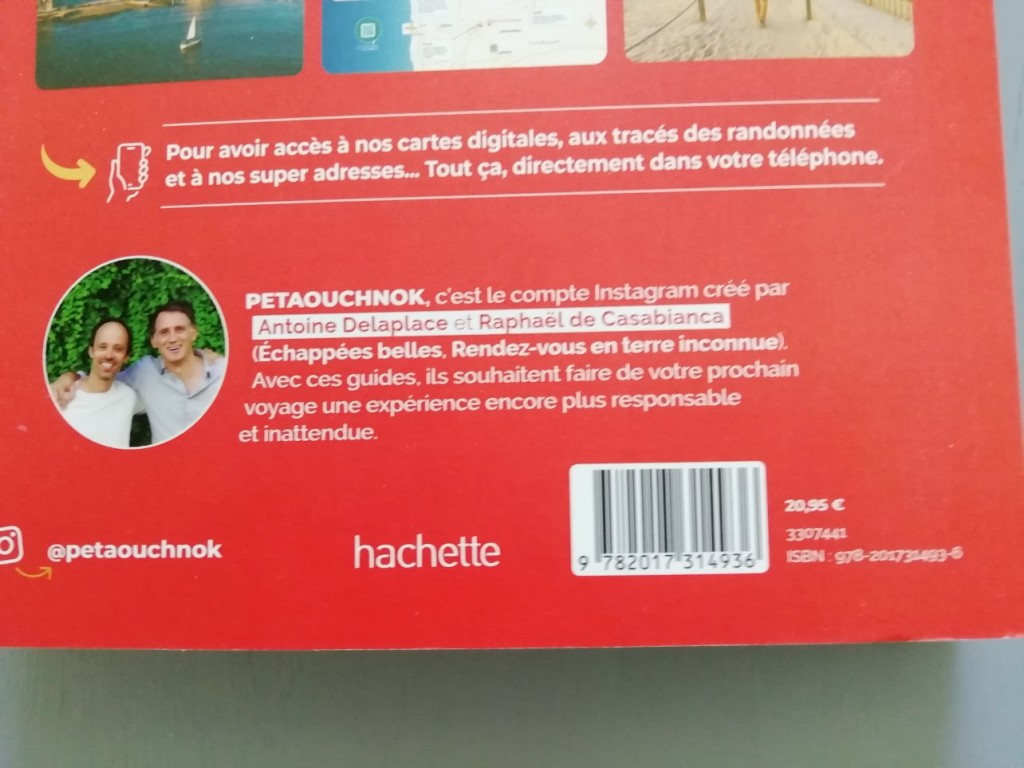 Pour avoir accès à nos cartes digitales, aux tracés des randonnées
et à nos super adresses... Tout ça, directement dans votre téléphone.
PETAOUCHNOK, c'est le compte Instagram créé par
Antoine Delaplace et Raphaël de Casabianca
(Échappées belles, Rendez-vous en terre inconnue).
Avec ces guides, ils souhaitent faire de votre prochain
voyage une expérience encore plus responsable
et inattendue.
@petaouchnok
hachette
9 782017 314936
20,95 €
3307441
ISBN : 978-201731493-6